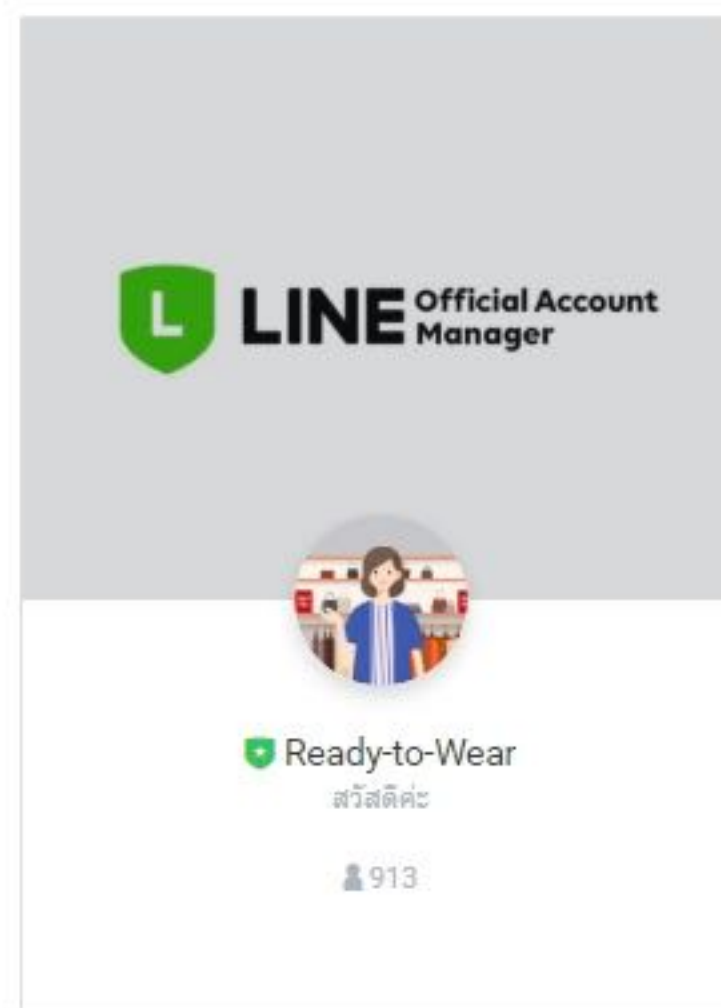 L LINE Official Account
Manager
Ready-to-Wear
สวัสดีค่ะ
913